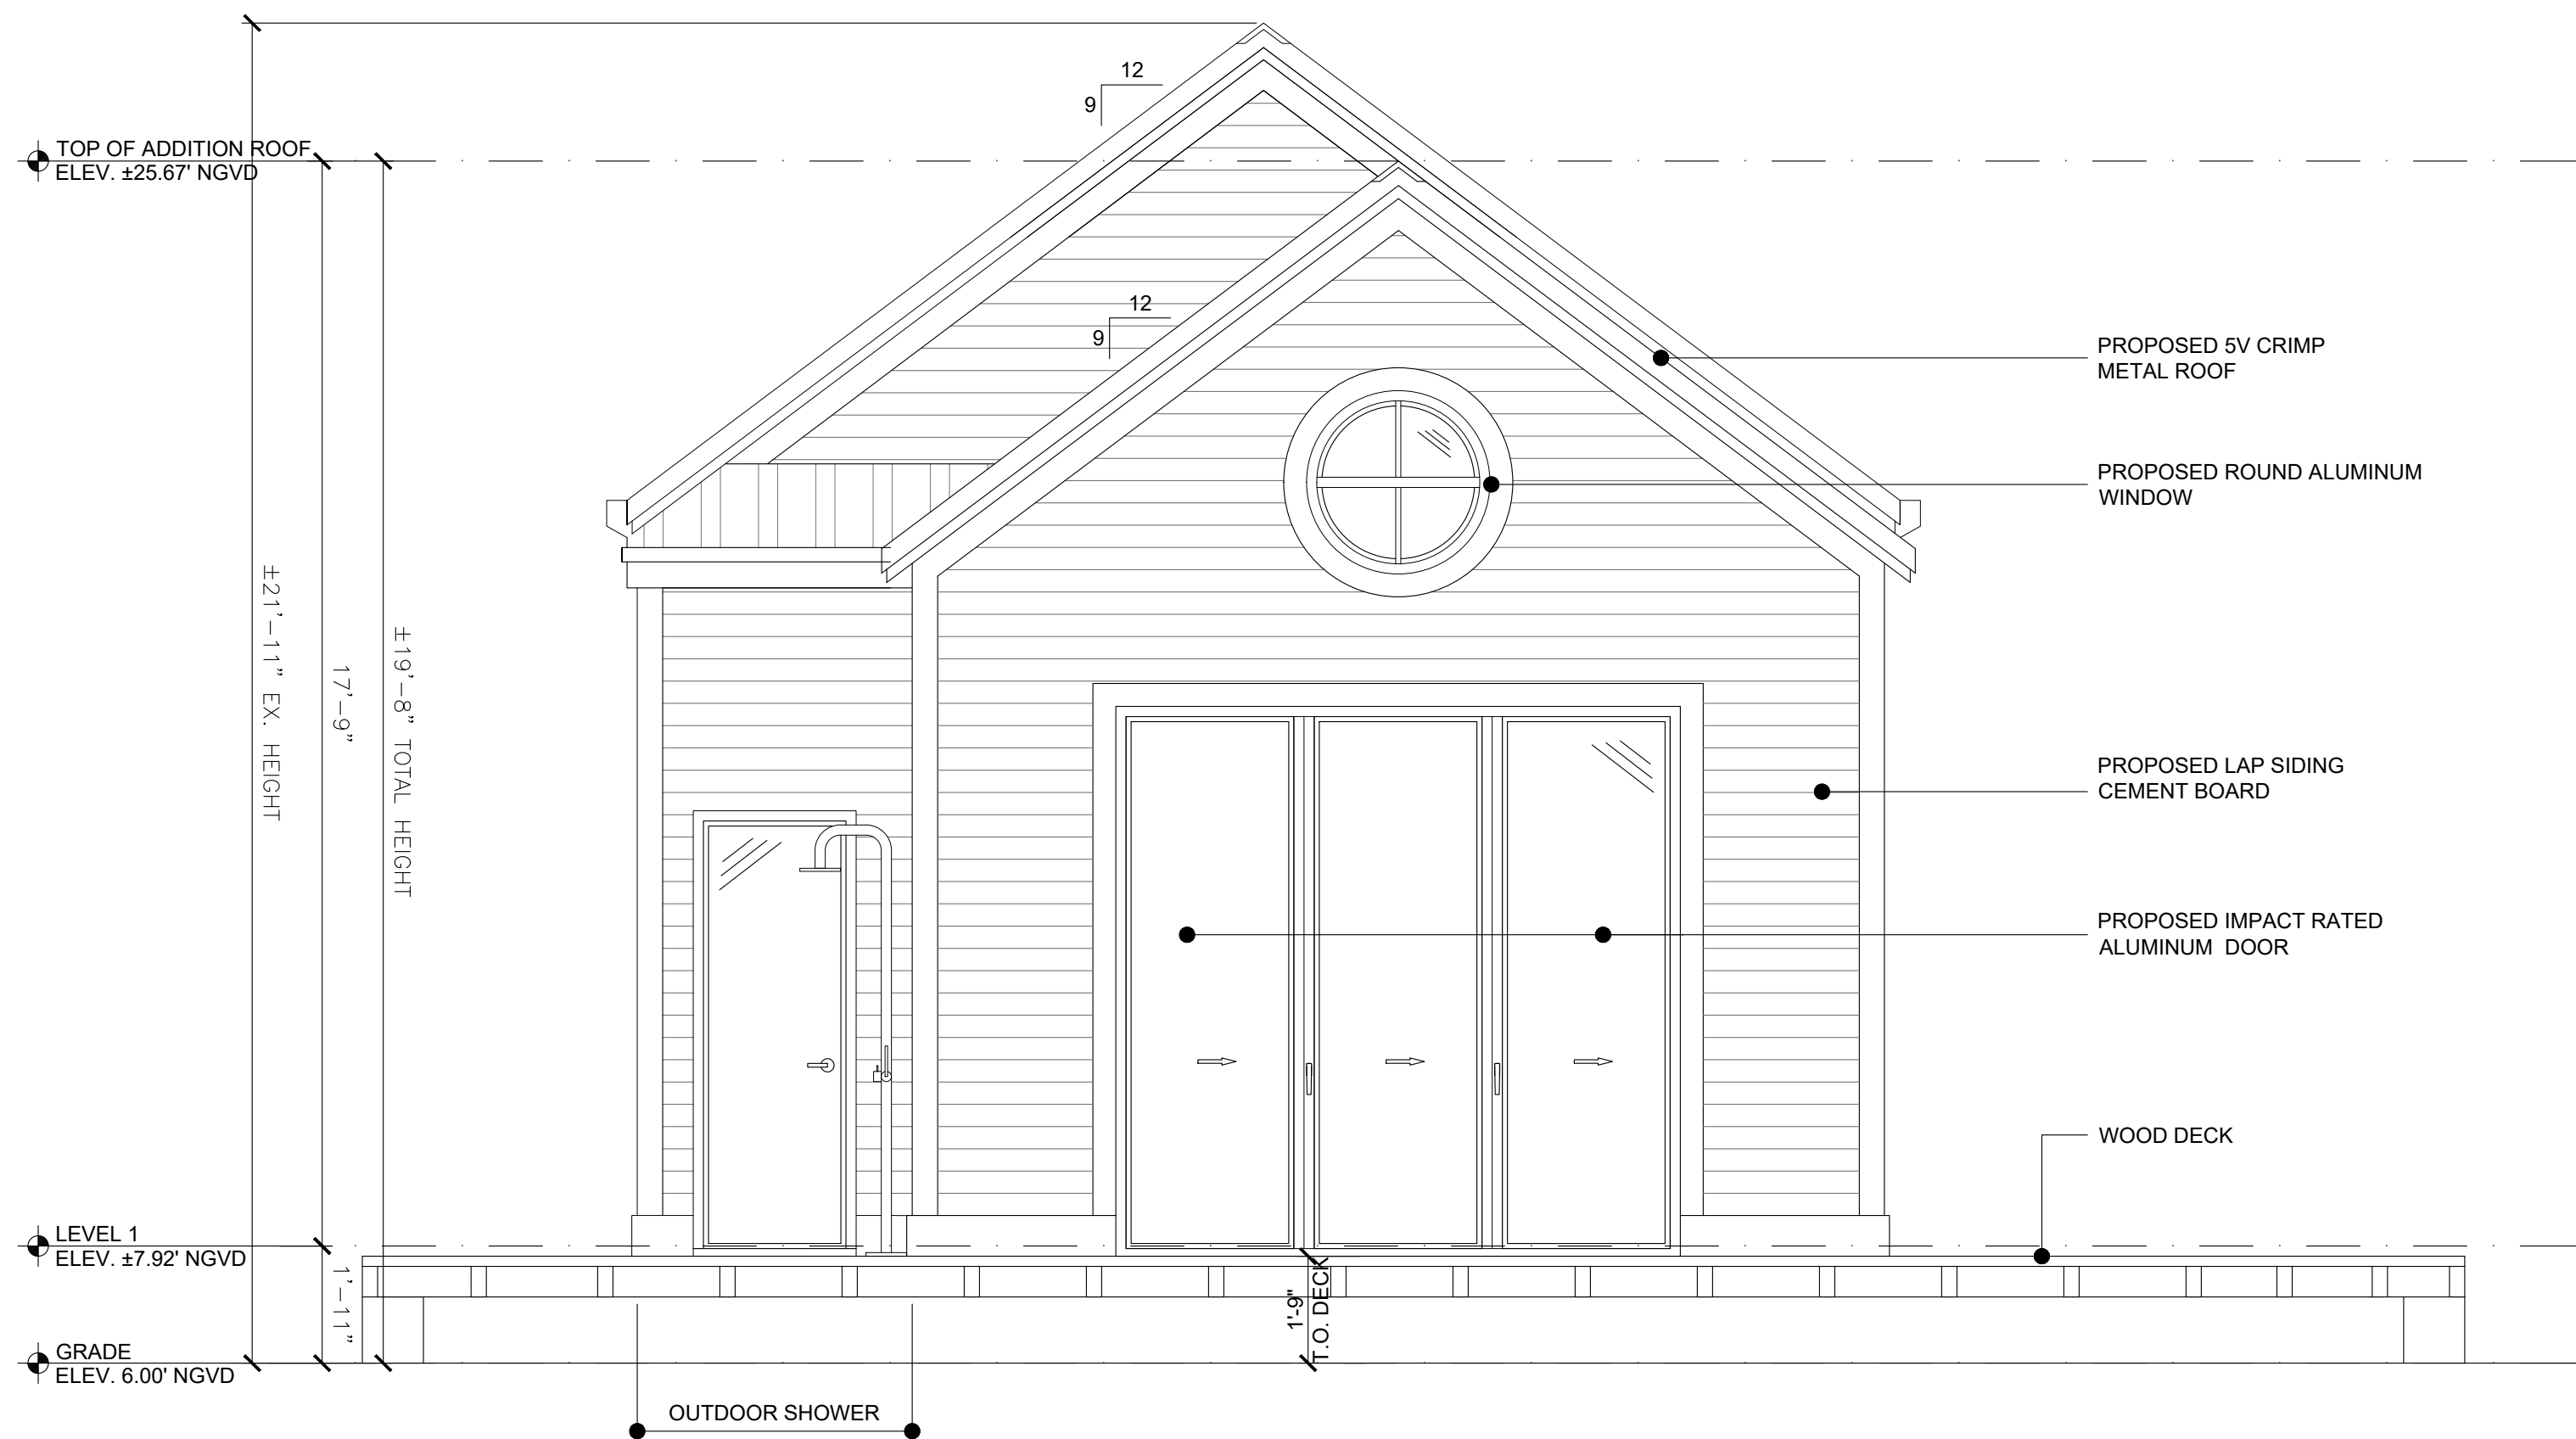 12
9
TOP OF ADDITION ROOF
ELEV. ±25.67' NGVD
12
9
PROPOSED 5V CRIMP
METAL ROOF
PROPOSED ROUND ALUMINUM
WINDOW
±21'-11" EX. HEIGHT
17'-9"
±19'-8" TOTAL HEIGHT
PROPOSED LAP SIDING
CEMENT BOARD
PROPOSED IMPACT RATED
ALUMINUM DOOR
WOOD DECK
LEVEL 1
ELEV. ±7.92' NGVD
1'-11"
1'-9"
T.O. DECK
GRADE
ELEV. 6.00' NGVD
OUTDOOR SHOWER